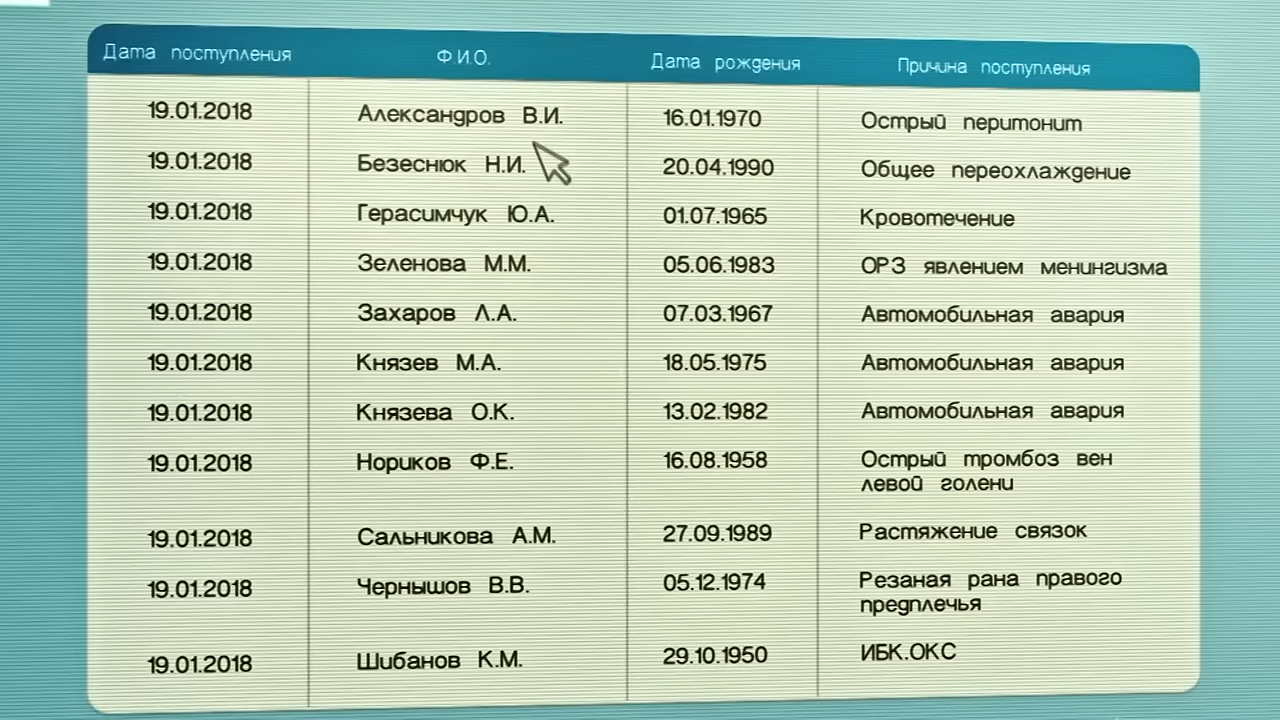 Дата поступления Ф.И.О. Дата рождения Причина поступления
19.01.2018 Александров В.И. 16.01.1970 Острый перитонит
19.01.2018 Безеснюк Н.И. 20.04.1990 Общее переохлаждение
19.01.2018 Герасимчук Ю.А. 01.07.1965 Кровотечение
19.01.2018 Зеленова М.М. 05.06.1983 ОРЗ явлением менингизма
19.01.2018 Захаров Л.А. 07.03.1967 Автомобильная авария
19.01.2018 Князев М.А. 18.05.1975 Автомобильная авария
19.01.2018 Князева О.К. 13.02.1982 Автомобильная авария
19.01.2018 Нориков Ф.Е. 16.08.1958 Острый тромбоз вен
левой голени
19.01.2018 Сальникова А.М. 27.09.1989 Растяжение связок
19.01.2018 Чернышов В.В. 05.12.1974 Резаная рана правого
предплечья
19.01.2018 Шибанов К.М. 29.10.1950 ИБК.ОКС